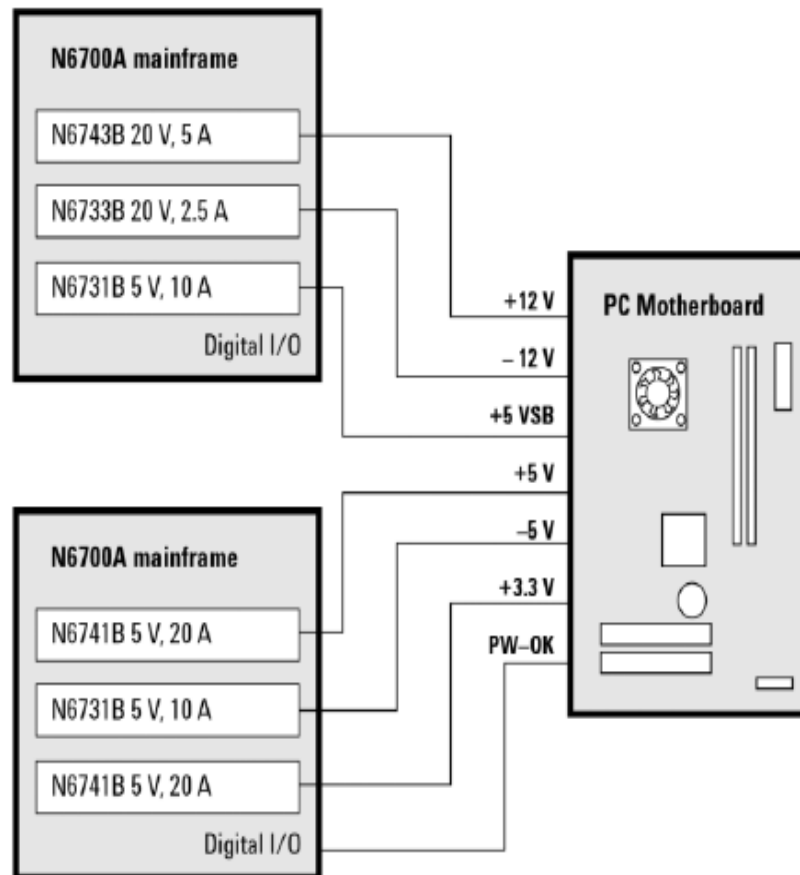 N6700A mainframe
N6743B 20 V, 5 A
N6733B 20 V, 2.5 A
N6731B 5 V, 10 A
Digital I/O
+12 V
– 12 V
+5 VSB
+5 V
–5 V
+3.3 V
PW–OK
PC Motherboard
N6700A mainframe
N6741B 5 V, 20 A
N6731B 5 V, 10 A
N6741B 5 V, 20 A
Digital I/O